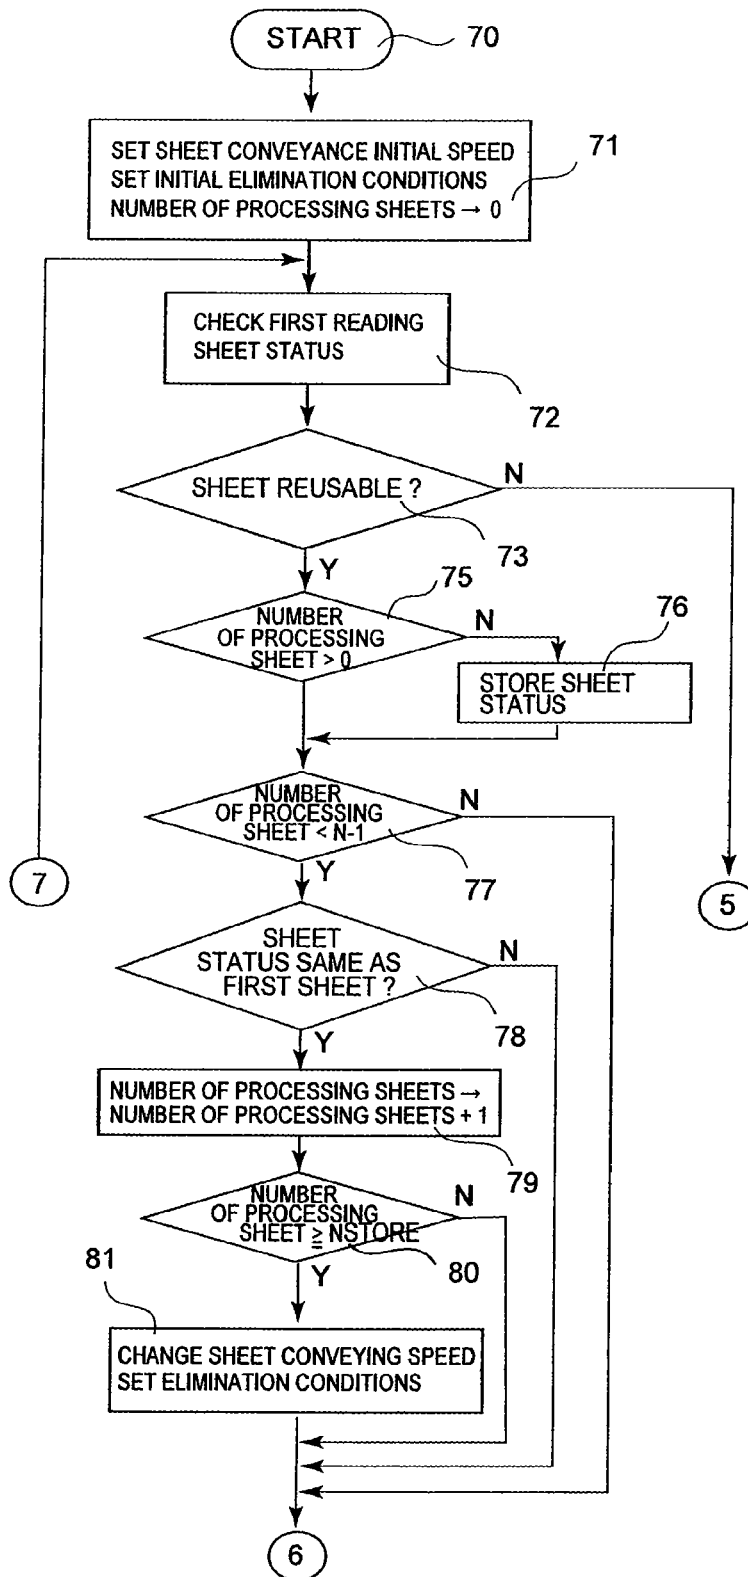 START
70
SET SHEET CONVEYANCE INITIAL SPEED
SET INITIAL ELIMINATION CONDITIONS
NUMBER OF PROCESSING SHEETS → 0
71
CHECK FIRST READING
SHEET STATUS
72
SHEET REUSABLE ?
N
73
Y
75
NUMBER
OF PROCESSING
SHEET > 0
N
76
STORE SHEET
STATUS
NUMBER
OF PROCESSING
SHEET < N-1
N
77
Y
7
5
SHEET
STATUS SAME AS
FIRST SHEET ?
N
78
Y
NUMBER OF PROCESSING SHEETS →
NUMBER OF PROCESSING SHEETS + 1
79
NUMBER
OF PROCESSING
SHEET ≧ NSTORE
N
80
Y
81
CHANGE SHEET CONVEYING SPEED
SET ELIMINATION CONDITIONS
6